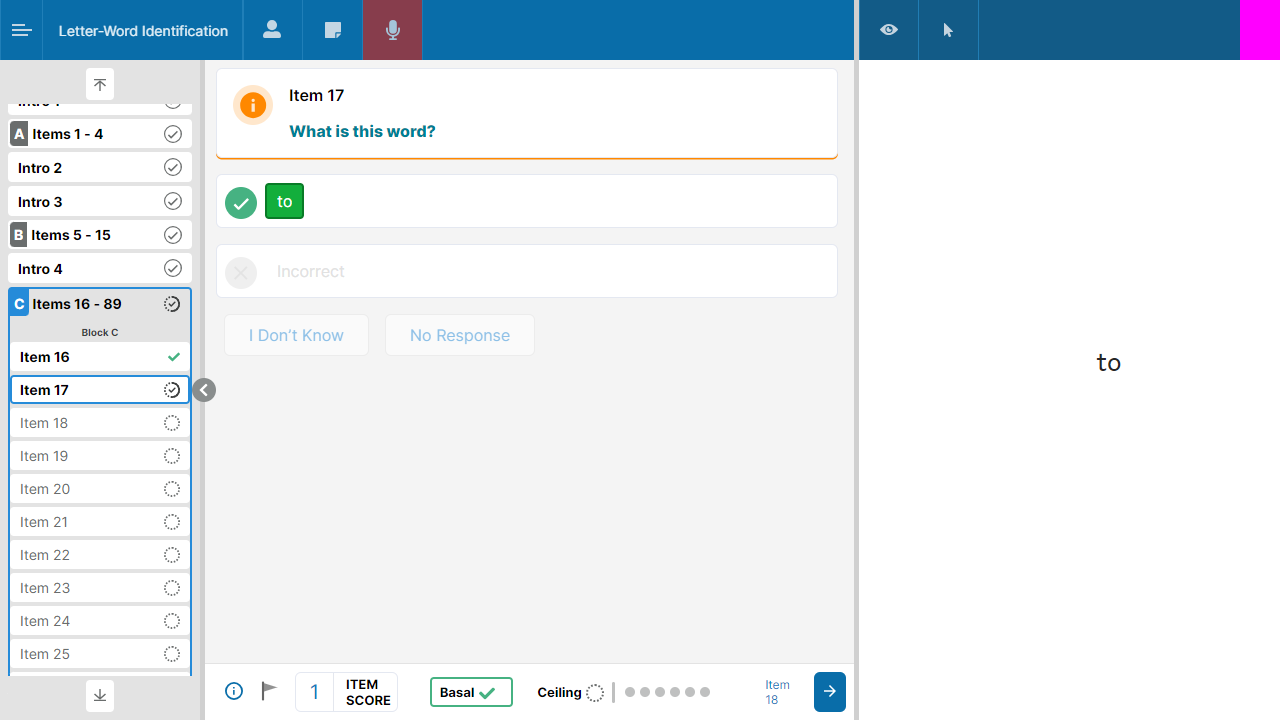 Letter-Word Identification
Intro 1
A Items 1 - 4
Intro 2
Intro 3
B Items 5 - 15
Intro 4
C Items 16 - 89
Block C
Item 16
Item 17
Item 18
Item 19
Item 20
Item 21
Item 22
Item 23
Item 24
Item 25
Item 17
What is this word?
to
Incorrect
I Don't Know
No Response
1
ITEM
SCORE
Basal
Ceiling
Item
18
to